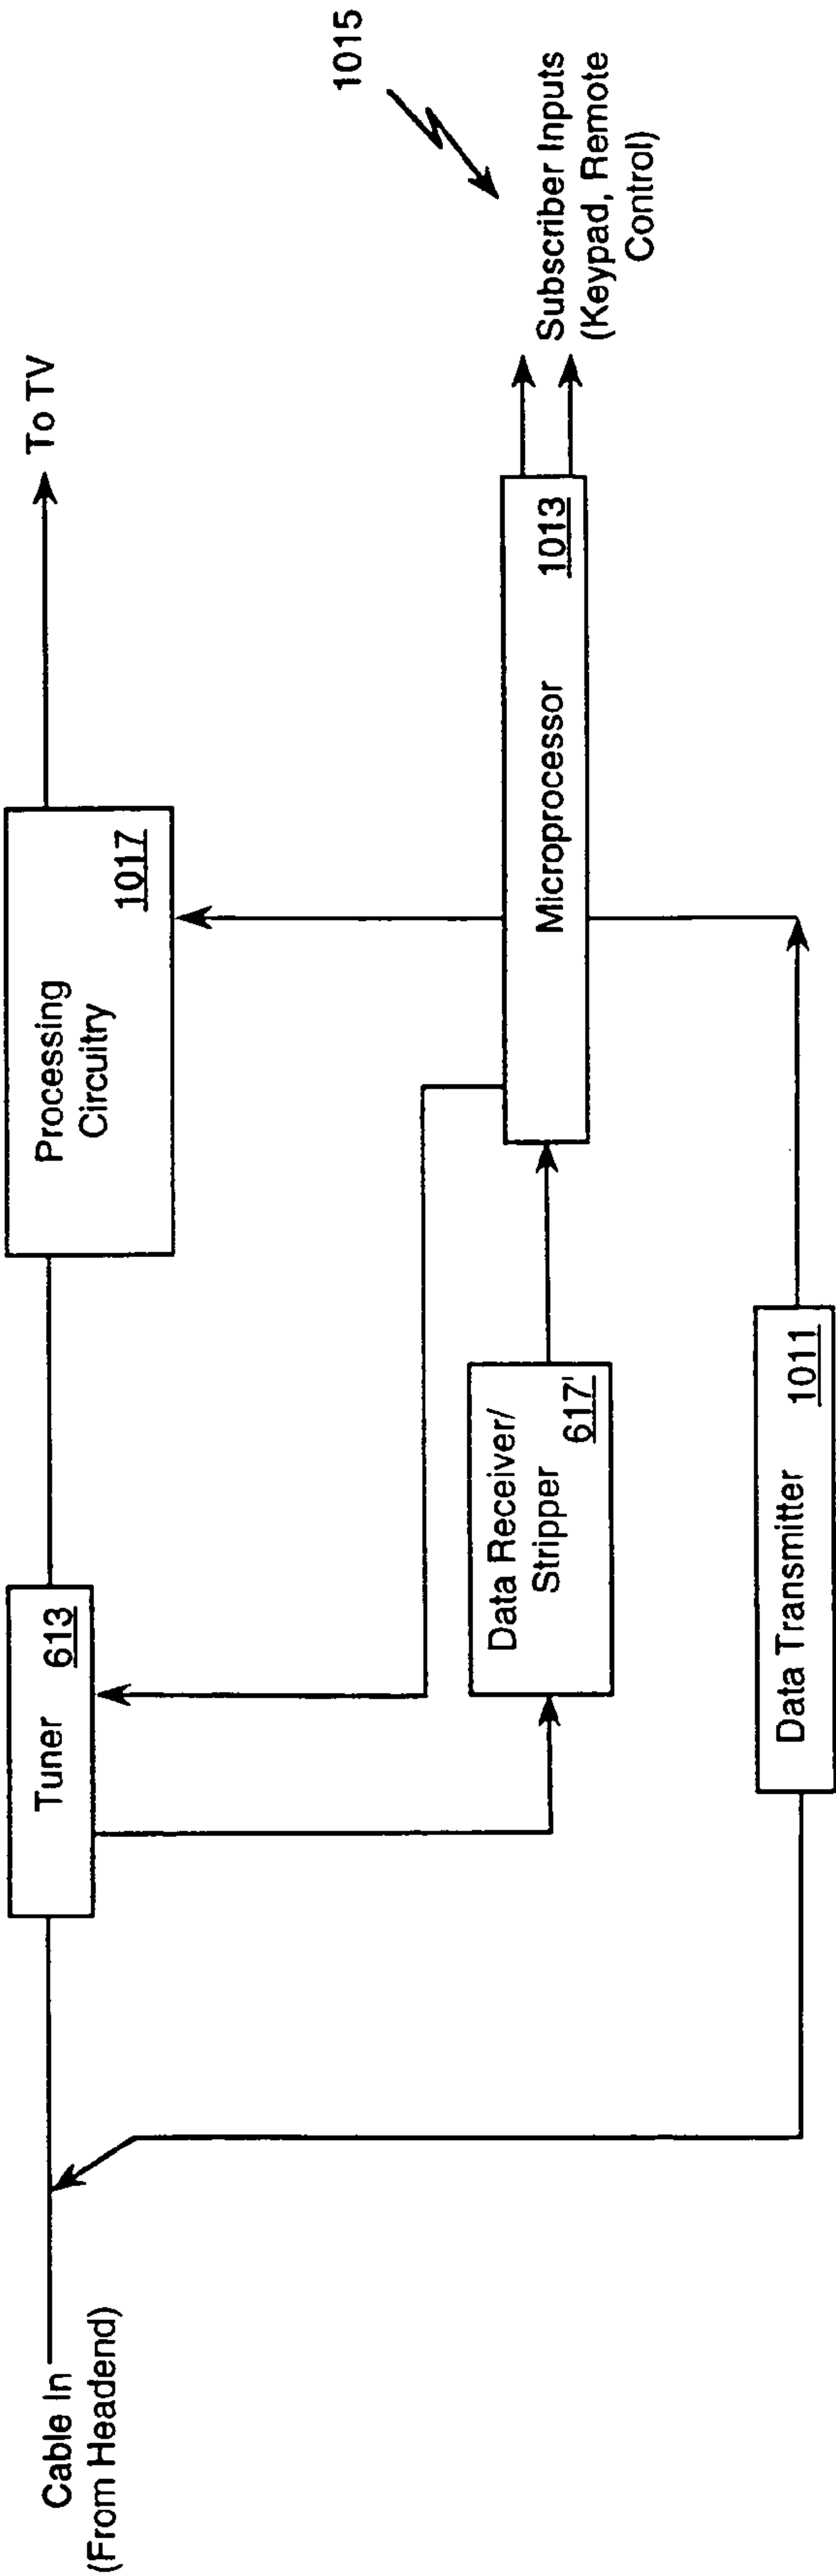 1015
To TV
Subscriber Inputs
(Keypad, Remote
Control)
Processing
Circuitry
1017
Microprocessor
1013
Tuner
613
Data Receiver/
Stripper
617'
Data Transmitter
1011
Cable In
(From Headend)